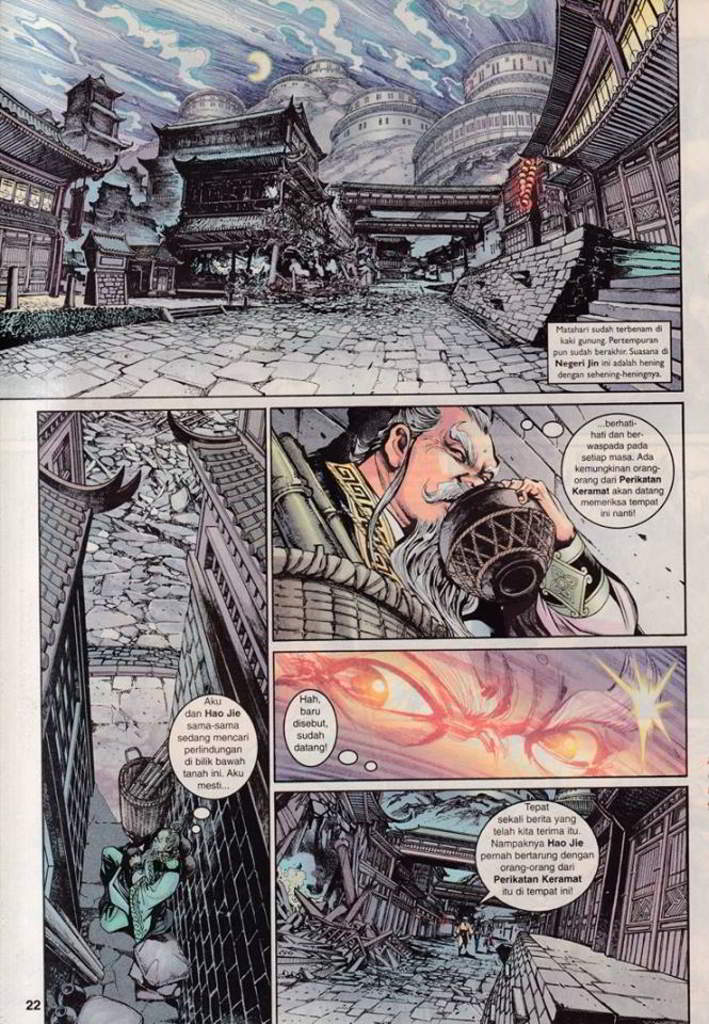 Matahari sudah terbenam di
kaki gunung. Pertempuran
pun sudah berakhir. Suasana di
Negeri Jin ini adalah hening
dengan sehening-heningnya.
Aku
dan Hao Jie
sama-sama
sedang mencari
perlindungan
di bilik bawah
tanah ini. Aku
mesti...
...berhati-
hati dan ber-
waspada pada
setiap masa. Ada
kemungkinan orang-
orang dari Perikatan
Keramat akan datang
memeriksa tempat
ini nanti!
Hah,
baru
disebut,
sudah
datang!
Tepat
sekali berita yang
telah kita terima itu.
Nampaknya Hao Jie
pernah bertarung dengan
orang-orang dari
Perikatan Keramat
itu di tempat ini!
22